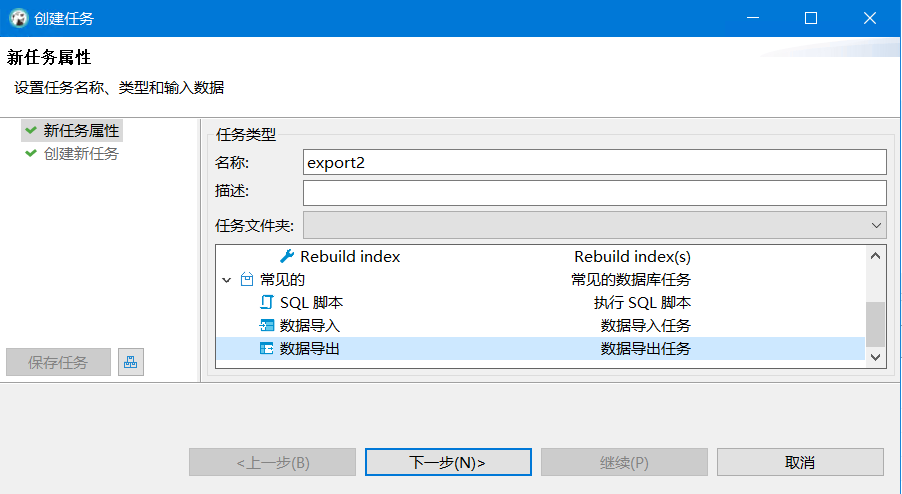 创建任务
新任务属性
设置任务名称、类型和输入数据
新任务属性
创建新任务
任务类型
名称: export2
描述:
任务文件夹:
Rebuild index Rebuild index(s)
常见的 常见的数据库任务
SQL 脚本 执行 SQL 脚本
数据导入 数据导入任务
数据导出 数据导出任务
保存任务
<上一步(B) 下一步(N)> 继续(P) 取消